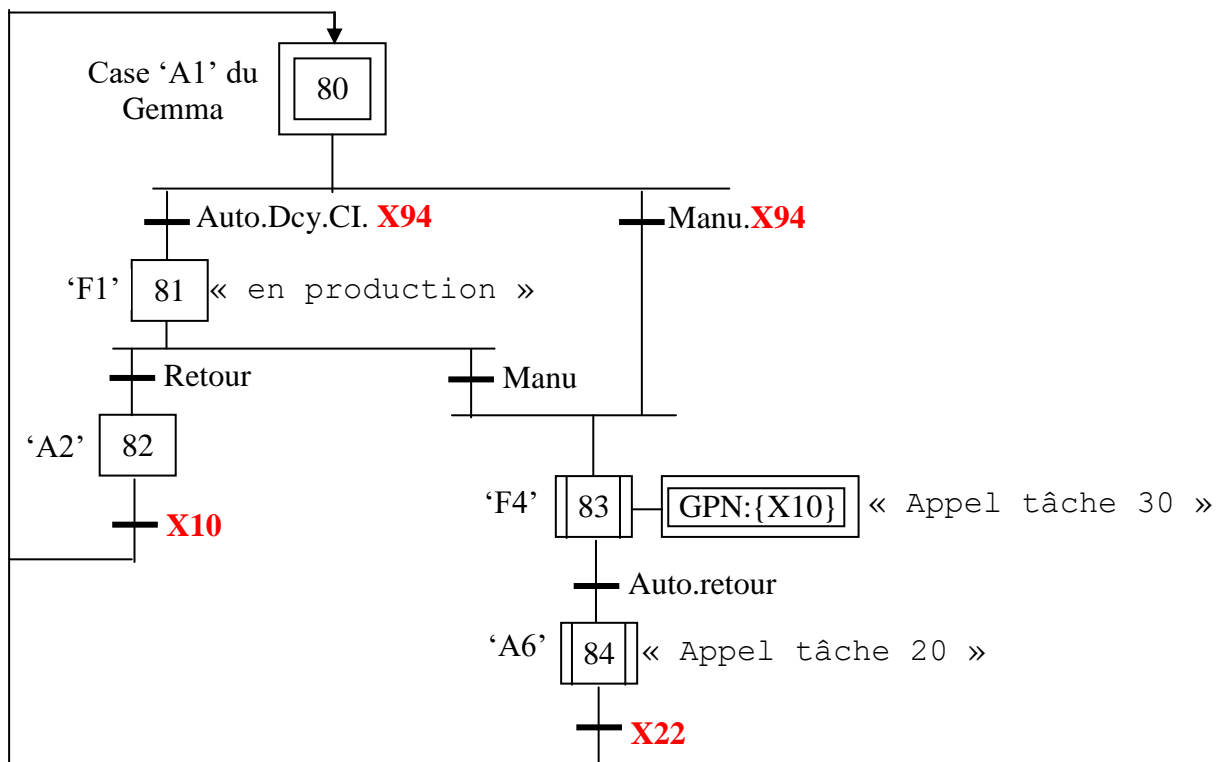 Case ‘A1’ du
Gemma
80
Auto.Dcy.CI. X94
Manu.X94
‘F1’ 81 « en production »
Retour
Manu
‘A2’ 82
‘F4’ 83 GPN:{X10} « Appel tâche 30 »
X10
Auto.retour
‘A6’ 84 « Appel tâche 20 »
X22